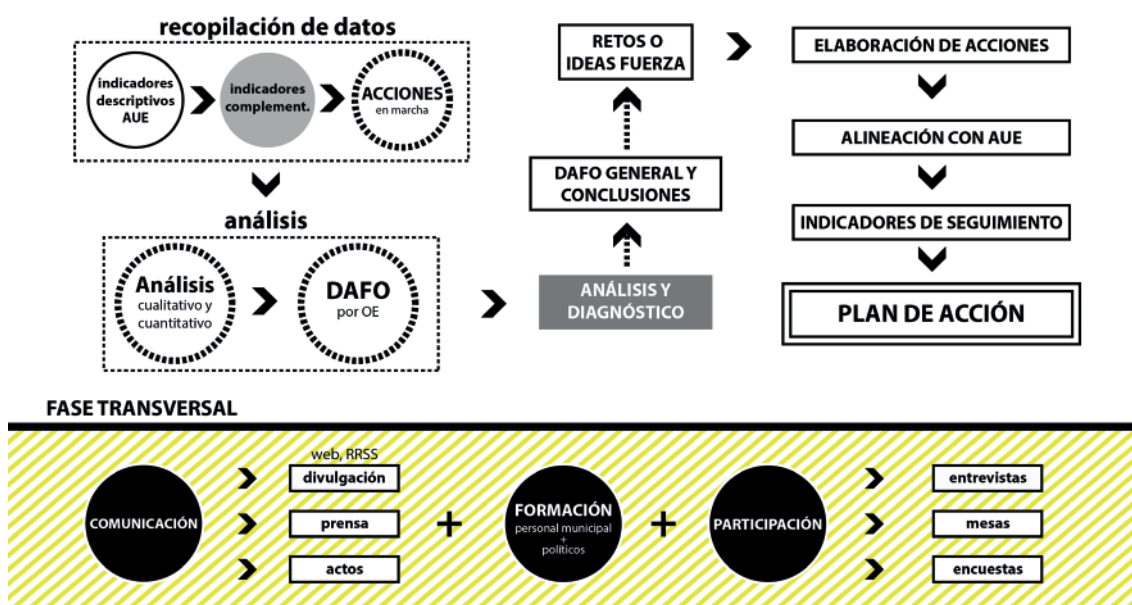 recopilación de datos
indicadores
descriptivos
AUE
indicadores
complement.
ACCIONES
en marcha
análisis
Análisis
cualitativo y
cuantitativo
DAFO
por OE
ANÁLISIS Y
DIAGNÓSTICO
DAFO GENERAL Y
CONCLUSIONES
RETOS O
IDEAS FUERZA
ELABORACIÓN DE ACCIONES
ALINEACIÓN CON AUE
INDICADORES DE SEGUIMIENTO
PLAN DE ACCIÓN
FASE TRANSVERSAL
COMUNICACIÓN
web, RRSS
divulgación
prensa
actos
+
FORMACIÓN
personal municipal
+
políticos
+
PARTICIPACIÓN
entrevistas
mesas
encuestas